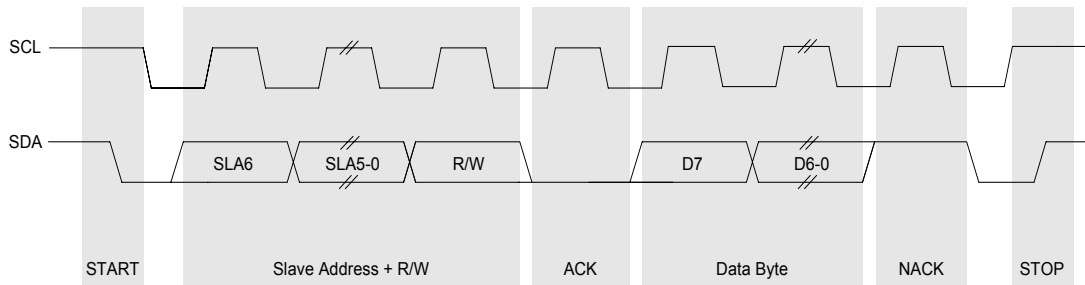 SCL
SDA
SLA6 SLA5-0 R/W D7 D6-0
START Slave Address + R/W ACK Data Byte NACK STOP